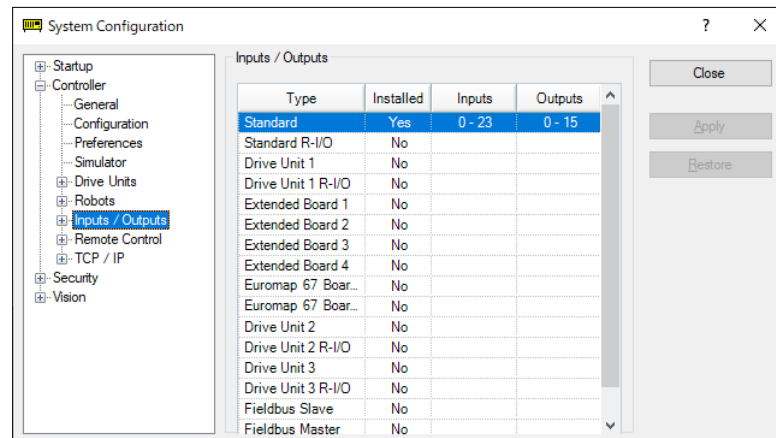 System Configuration
? ×
Startup
Controller
General
Configuration
Preferences
Simulator
Drive Units
Robots
Inputs / Outputs
Remote Control
TCP / IP
Security
Vision
Inputs / Outputs
Type Installed Inputs Outputs
Standard Yes 0 - 23 0 - 15
Standard R-I/O No
Drive Unit 1 No
Drive Unit 1 R-I/O No
Extended Board 1 No
Extended Board 2 No
Extended Board 3 No
Extended Board 4 No
Euromap 67 Boar... No
Euromap 67 Boar... No
Drive Unit 2 No
Drive Unit 2 R-I/O No
Drive Unit 3 No
Drive Unit 3 R-I/O No
Fieldbus Slave No
Fieldbus Master No
Close
Apply
Restore